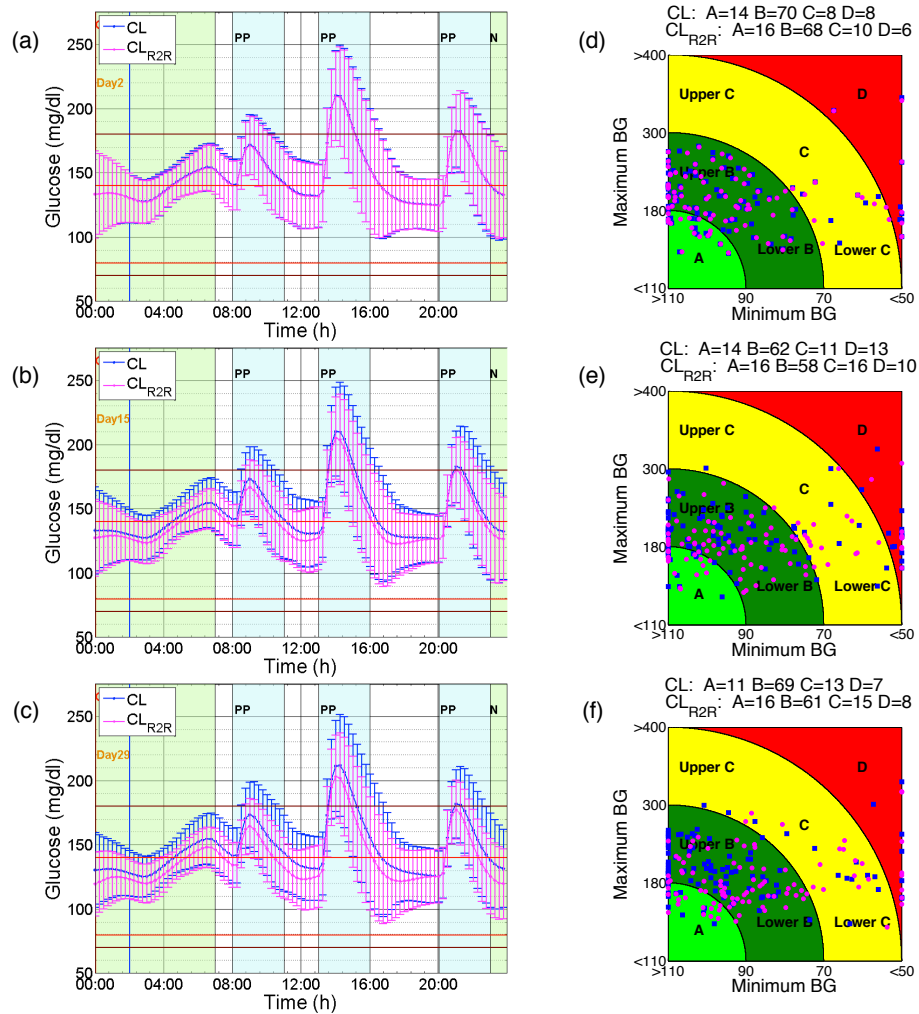 (a)
CL
CL_R2R
Day2
PP
PP
PP
N
Glucose (mg/dl)
250
200
150
100
50
00:00 04:00 08:00 12:00 16:00 20:00
Time (h)
(d)
CL: A=14 B=70 C=8 D=8
CL_R2R: A=16 B=68 C=10 D=6
Maximum BG
>400
300
180
<110
Upper C
D
C
Upper B
Lower B
Lower C
A
>110 90 70 <50
Minimum BG
(b)
CL
CL_R2R
Day15
PP
PP
PP
N
Glucose (mg/dl)
250
200
150
100
50
00:00 04:00 08:00 12:00 16:00 20:00
Time (h)
(e)
CL: A=14 B=62 C=11 D=13
CL_R2R: A=16 B=58 C=16 D=10
Maximum BG
>400
300
180
<110
Upper C
D
C
Upper B
Lower B
Lower C
A
>110 90 70 <50
Minimum BG
(c)
CL
CL_R2R
Day29
PP
PP
PP
N
Glucose (mg/dl)
250
200
150
100
50
00:00 04:00 08:00 12:00 16:00 20:00
Time (h)
(f)
CL: A=11 B=69 C=13 D=7
CL_R2R: A=16 B=61 C=15 D=8
Maximum BG
>400
300
180
<110
Upper C
D
C
Upper B
Lower B
Lower C
A
>110 90 70 <50
Minimum BG